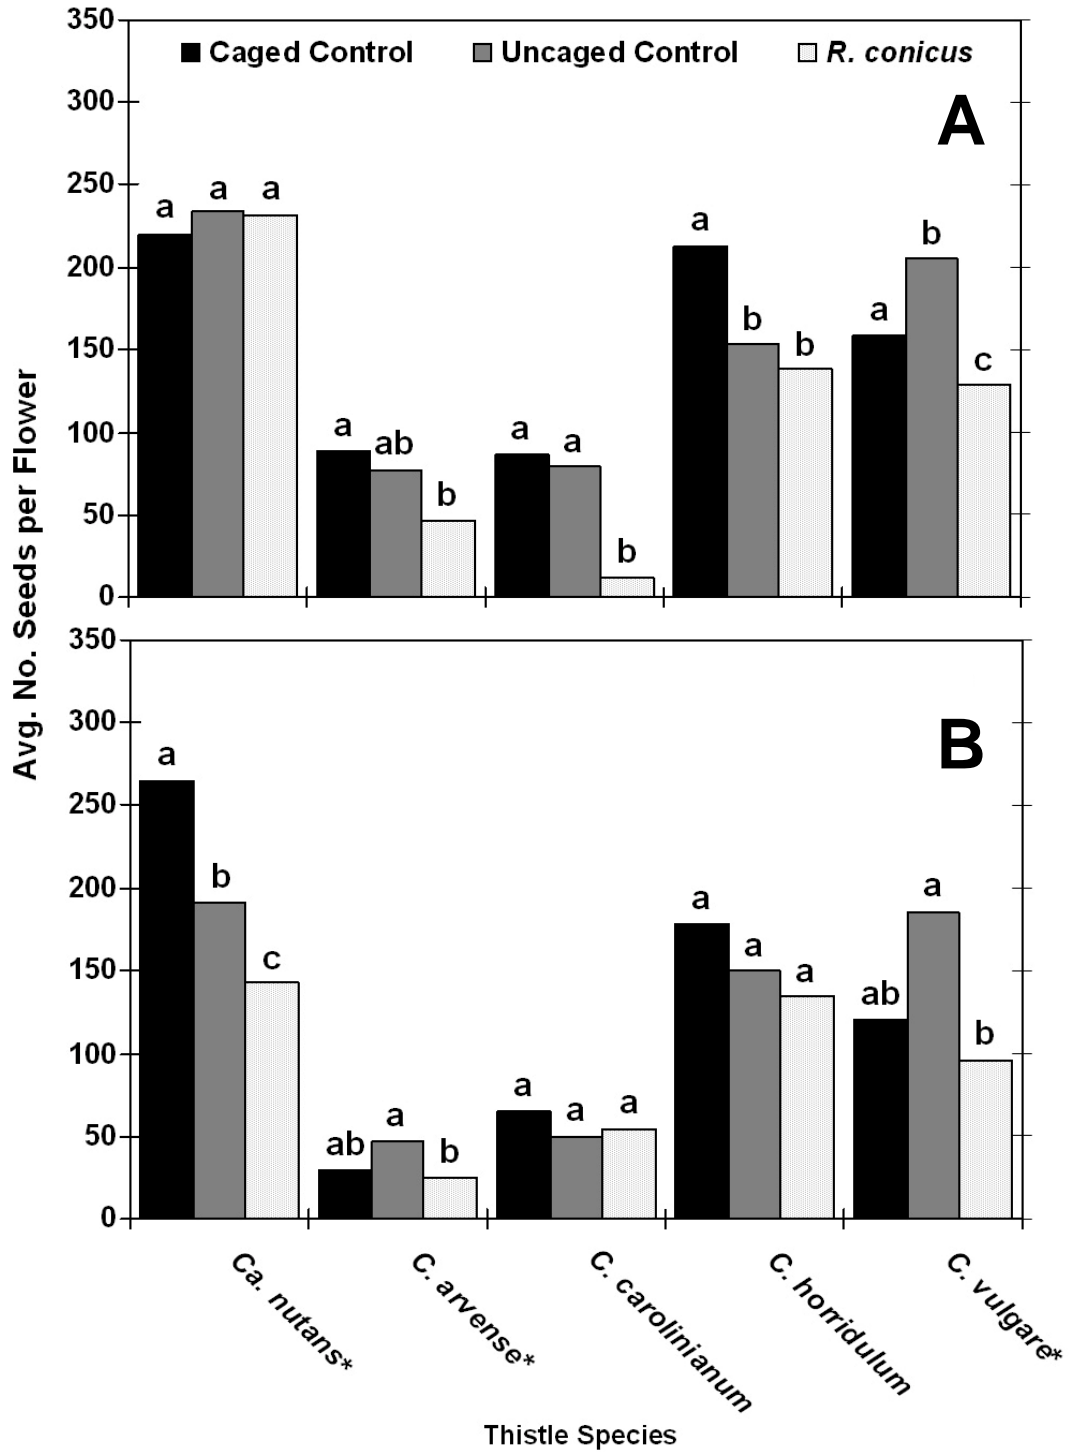 350
Caged Control Uncaged Control R. conicus
300
A
250
a a a a b
200
a b b c
150
100
a ab a a
50
b b
0
Avg. No. Seeds per Flower
350
300
B
a
250
b a a
200
c a a ab b
150
100
a a a
50
ab a b
0
Ca. nutans* C. arvense* C. carolinianum C. horridulum C. vulgare*
Thistle Species